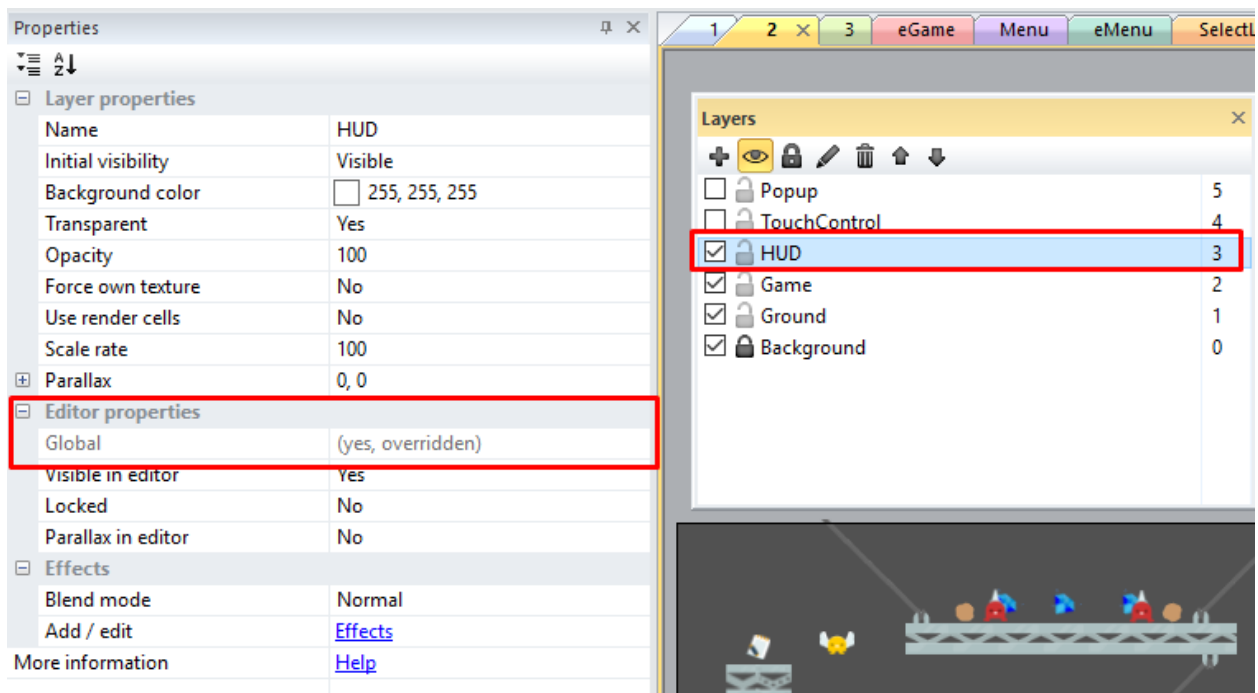 Properties
Layer properties
Name HUD
Initial visibility Visible
Background color 255, 255, 255
Transparent Yes
Opacity 100
Force own texture No
Use render cells No
Scale rate 100
Parallax 0, 0
Editor properties
Global (yes, overridden)
Visible in editor Yes
Locked No
Parallax in editor No
Effects
Blend mode Normal
Add / edit Effects
More information Help
1 2 3 eGame Menu eMenu SelectL
Layers
Popup 5
TouchControl 4
HUD 3
Game 2
Ground 1
Background 0